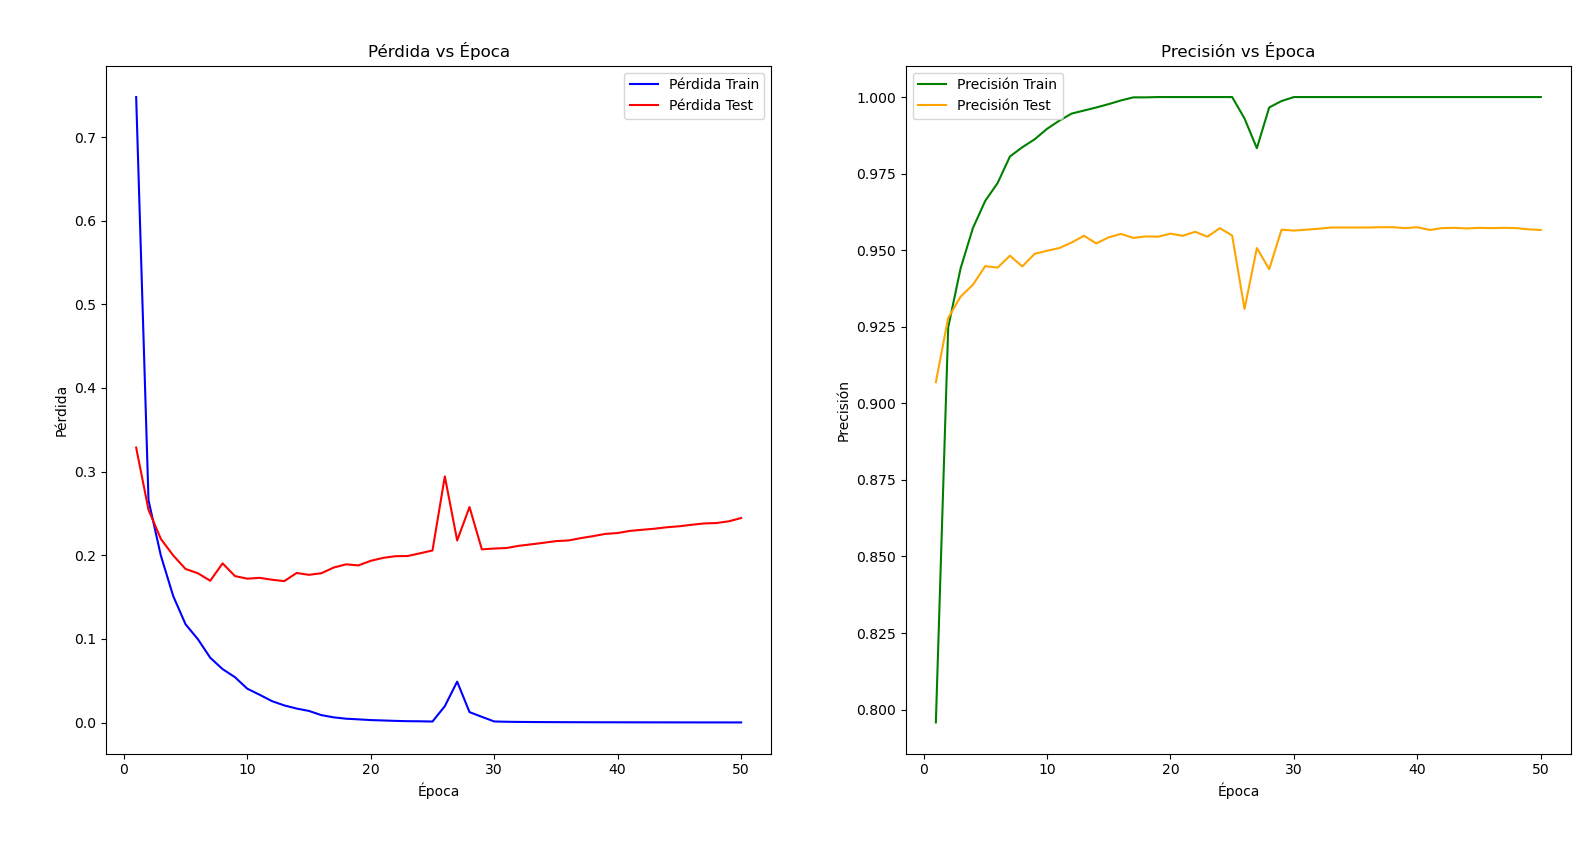 Pérdida vs Época
Pérdida Train
Pérdida Test
0.7
0.6
0.5
0.4
0.3
0.2
0.1
0.0
Pérdida
0
10
20
30
40
50
Época
Precisión vs Época
Precisión Train
Precisión Test
1.000
0.975
0.950
0.925
0.900
0.875
0.850
0.825
0.800
Precisión
0
10
20
30
40
50
Época